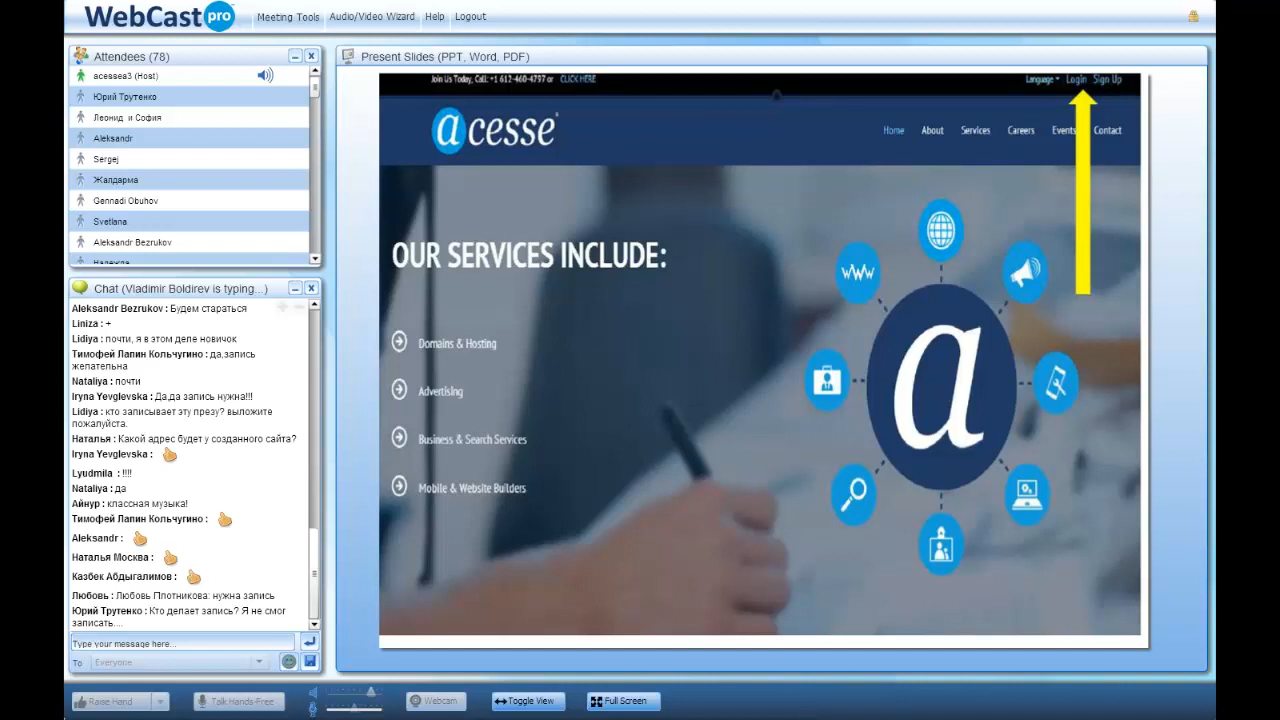 WebCast pro
Meeting Tools Audio/Video Wizard Help Logout
Attendees (78)
acessea3 (Host)
Юрий Трутенко
Леонид и София
Aleksandr
Sergej
Жалдарма
Gennadi Obuhov
Svetlana
Aleksandr Bezrukov
Надежда
Chat (Vladimir Boldirev is typing...)
Aleksandr Bezrukov : Будем стараться
Liniza : +
Lidiya : почти, я в этом деле новичок
Тимофей Лапин Кольчугино : да,запись
желательна
Nataliya : почти
Iryna Yevglevska : Да,да запись нужна!!!
Lidiya : кто записывает эту презу? выложите
пожалуйста.
Наталья : Какой адрес будет у созданного сайта?
Iryna Yevglevska :
Lyudmila : !!!!
Nataliya : да
Айнур : классная музыка!
Тимофей Лапин Кольчугино :
Aleksandr :
Наталья Москва :
Казбек Абдыгалимов :
Любовь : Любовь Плотникова: нужна запись
Юрий Трутенко : Кто делает запись? Я не смог
записать....
Type your message here...
To Everyone
Present Slides (PPT, Word, PDF)
Join Us Today, Call: +1 612-460-4797 or CLICK HERE
Language Login Sign Up
acesse
Home About Services Careers Events Contact
OUR SERVICES INCLUDE:
Domains & Hosting
Advertising
Business & Search Services
Mobile & Website Builders
www
a
Raise Hand Talk Hands-Free Webcam Toggle View Full Screen